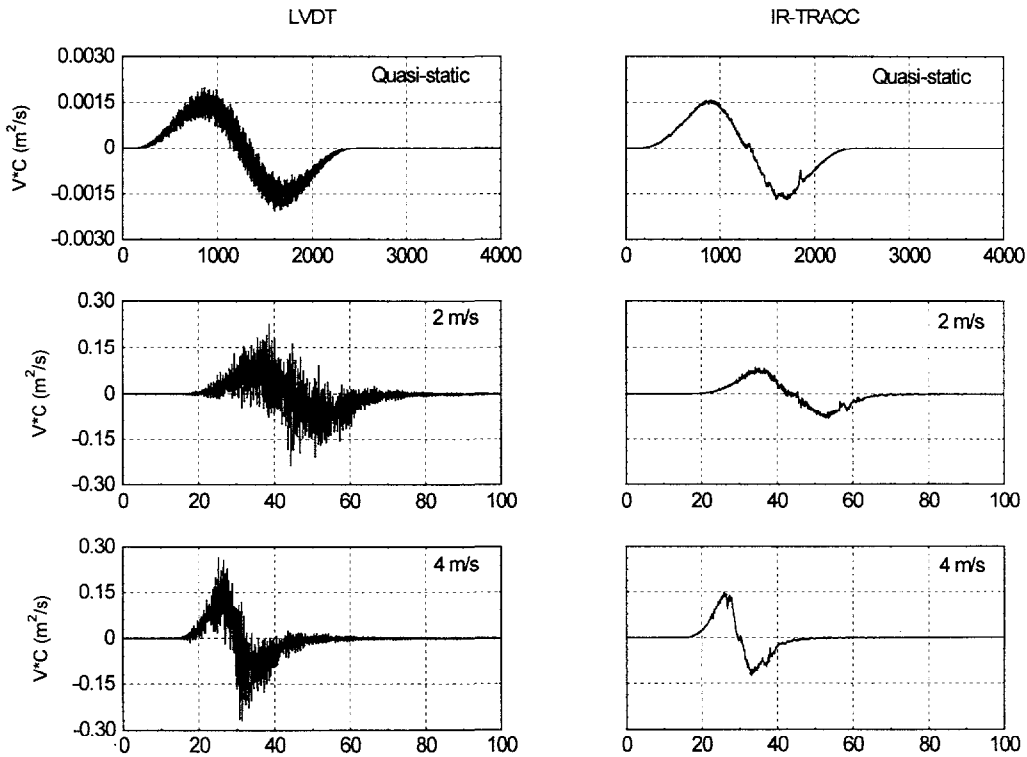 LVDT
IR-TRACC
V*C (m²/s)
0.0030
0.0015
0
-0.0015
-0.0030
Quasi-static
0 1000 2000 3000 4000
Quasi-static
0 1000 2000 3000 4000
V*C (m²/s)
0.30
0.15
0
-0.15
-0.30
2 m/s
0 20 40 60 80 100
2 m/s
0 20 40 60 80 100
V*C (m²/s)
0.30
0.15
0
-0.15
-0.30
4 m/s
0 20 40 60 80 100
4 m/s
0 20 40 60 80 100